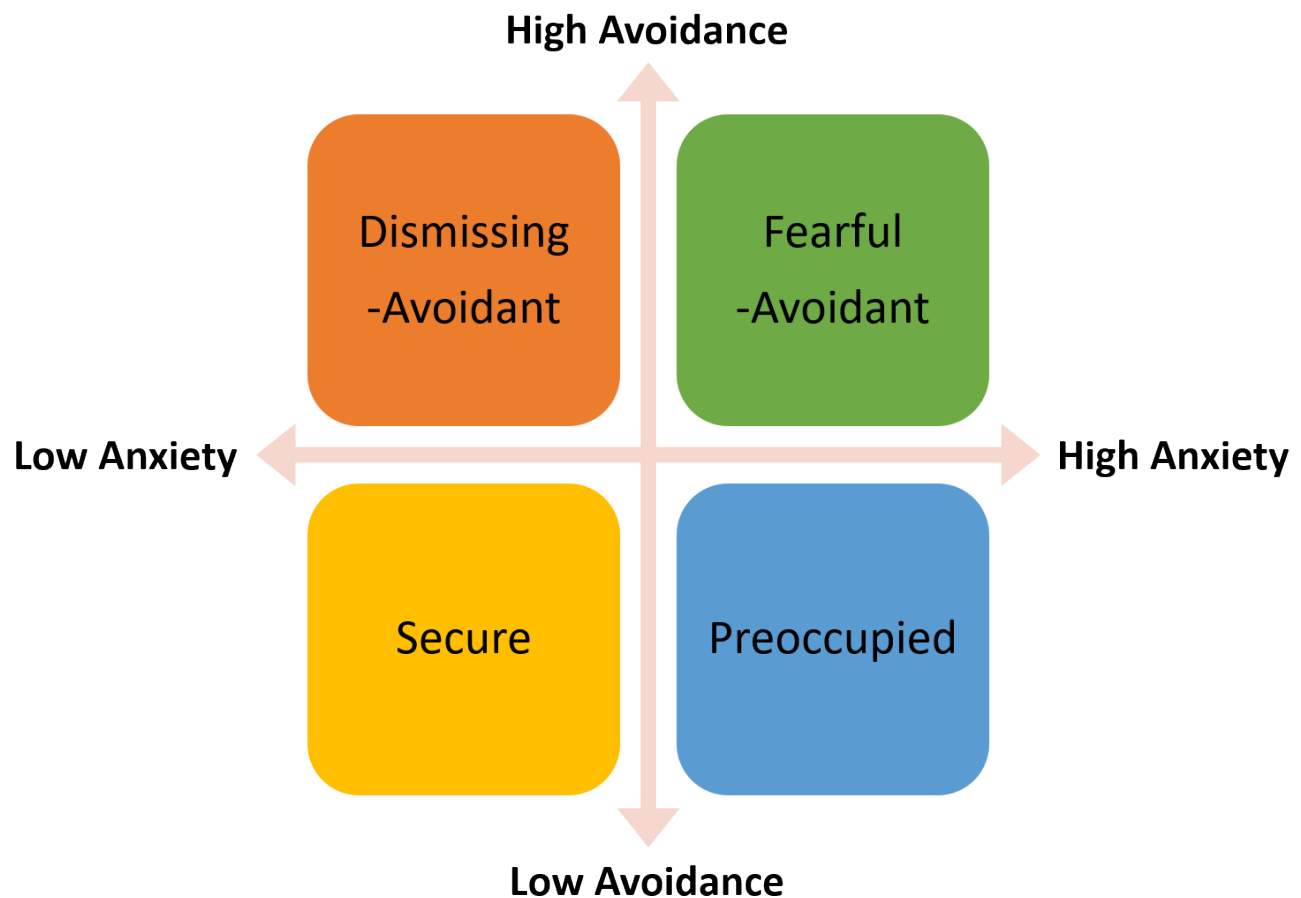 High Avoidance
Dismissing
-Avoidant
Fearful
-Avoidant
Low Anxiety
High Anxiety
Secure
Preoccupied
Low Avoidance